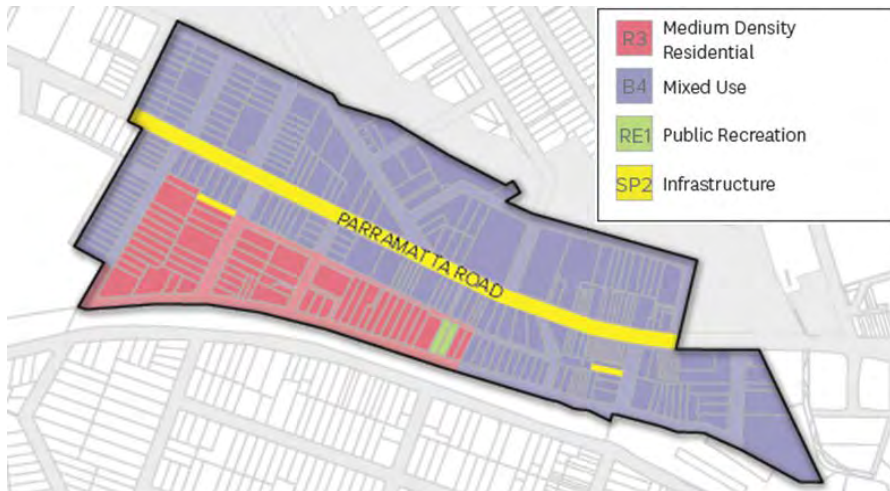 R3 Medium Density
Residential
B4 Mixed Use
RE1 Public Recreation
SP2 Infrastructure
PARRAMATTA ROAD